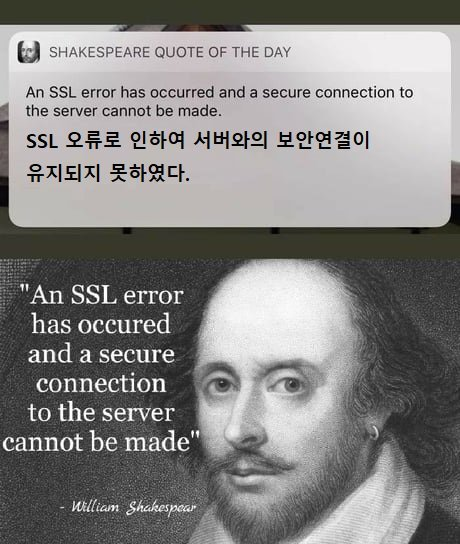 SHAKESPEARE QUOTE OF THE DAY
An SSL error has occurred and a secure connection to
the server cannot be made.
SSL 오류로 인하여 서버와의 보안연결이
유지되지 못하였다.
"An SSL error
has occured
and a secure
connection
to the server
cannot be made"
- William Shakespear